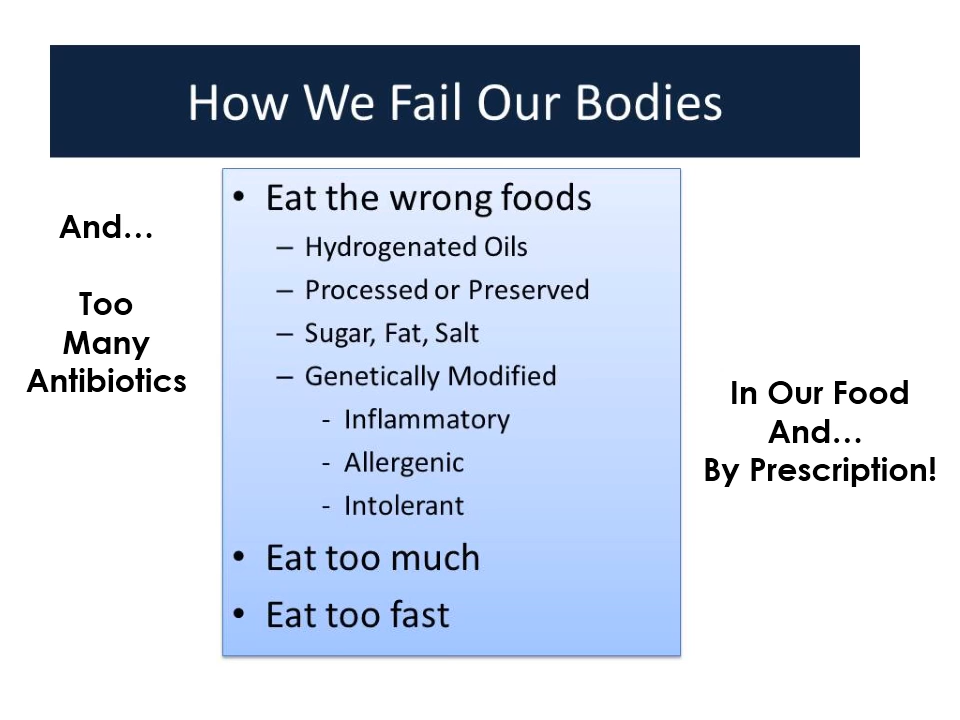 How We Fail Our Bodies
And…
Too
Many
Antibiotics
• Eat the wrong foods
– Hydrogenated Oils
– Processed or Preserved
– Sugar, Fat, Salt
– Genetically Modified
- Inflammatory
- Allergenic
- Intolerant
• Eat too much
• Eat too fast
In Our Food
And…
By Prescription!